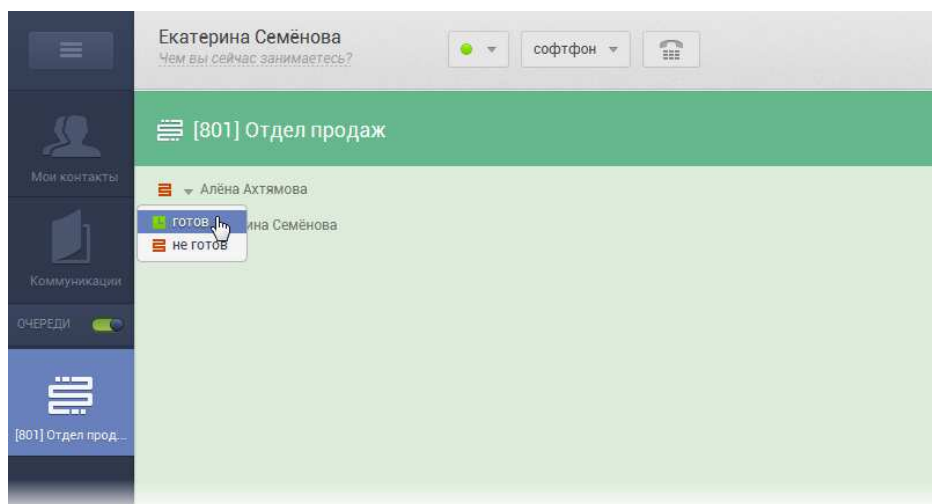 Екатерина Семёнова
Чем вы сейчас занимаетесь?
софтфон
[801] Отдел продаж
Мои контакты
Алёна Ахтямова
готов
ина Семёнова
не готов
Коммуникации
ОЧЕРЕДИ
[801] Отдел прод...